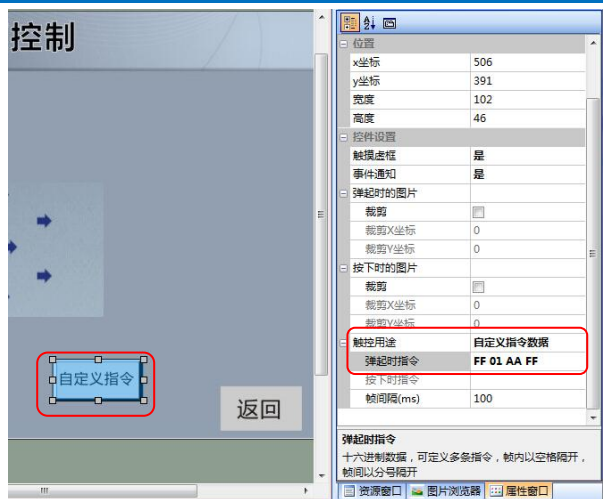 控制
自定义指令
返回
位置
x坐标 506
y坐标 391
宽度 102
高度 46
控件设置
触摸虚框 是
事件通知 是
弹起时的图片
裁剪
裁剪X坐标 0
裁剪Y坐标 0
按下时的图片
裁剪
裁剪X坐标 0
裁剪Y坐标 0
触控用途 自定义指令数据
弹起时指令 FF 01 AA FF
按下时指令
帧间隔(ms) 100
弹起时指令
十六进制数据，可定义多条指令，帧内以空格隔开，
帧间以分号隔开
资源窗口 图片浏览器 属性窗口